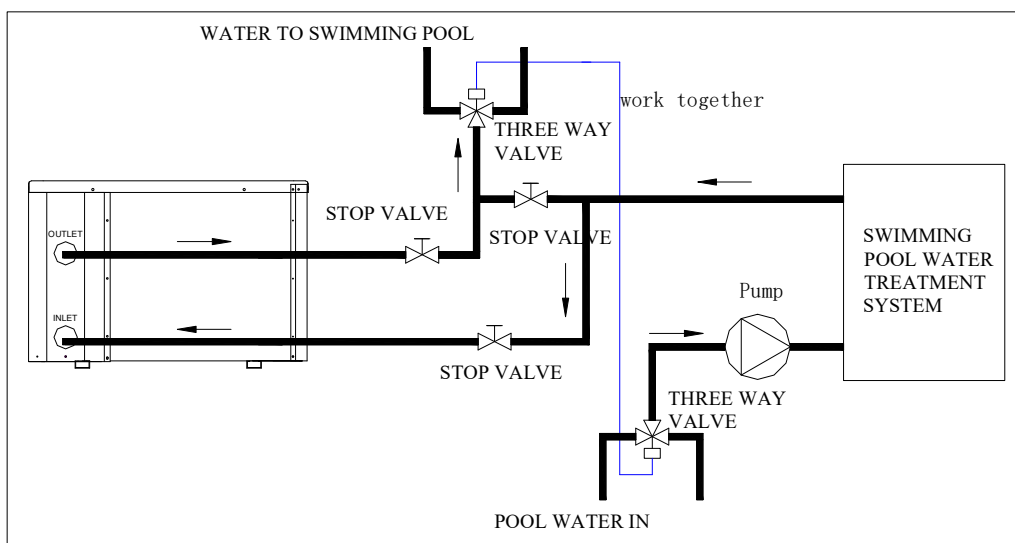 WATER TO SWIMMING POOL
work together
THREE WAY
VALVE
STOP VALVE
STOP VALVE
OUTLET
INLET
SWIMMING
POOL WATER
TREATMENT
SYSTEM
Pump
STOP VALVE
THREE WAY
VALVE
POOL WATER IN